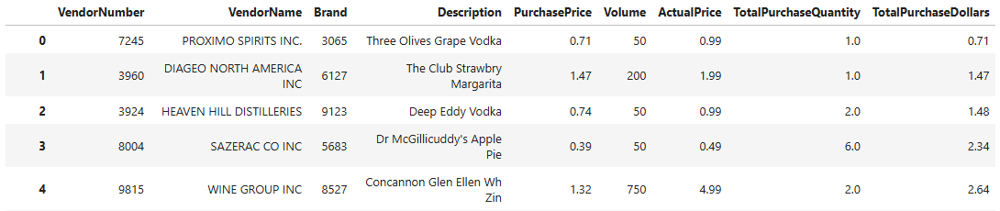 VendorNumber VendorName Brand Description PurchasePrice Volume ActualPrice TotalPurchaseQuantity TotalPurchaseDollars
0 7245 PROXIMO SPIRITS INC. 3065 Three Olives Grape Vodka 0.71 50 0.99 1.0 0.71
1 3960 DIAGEO NORTH AMERICA INC 6127 The Club Strawbry Margarita 1.47 200 1.99 1.0 1.47
2 3924 HEAVEN HILL DISTILLERIES 9123 Deep Eddy Vodka 0.74 50 0.99 2.0 1.48
3 8004 SAZERAC CO INC 5683 Dr McGillicuddy's Apple Pie 0.39 50 0.49 6.0 2.34
4 9815 WINE GROUP INC 8527 Concannon Glen Ellen Wh Zin 1.32 750 4.99 2.0 2.64